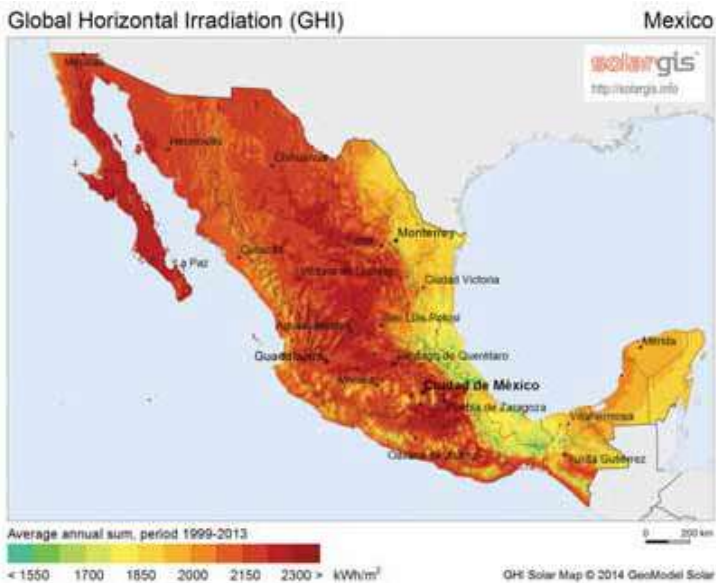 Global Horizontal Irradiation (GHI)
Mexico
solargis
http://solargis.info
Mexicali
Hermosillo
Chihuahua
Monterrey
La Paz
Culiacán
Ciudad Victoria
San Luis Potosí
Guadalajara
Santiago de Querétaro
Mérida
Ciudad de México
Puebla de Zaragoza
Villahermosa
Tuxtla Gutiérrez
Average annual sum, period 1999-2013
0 200 km
< 1550 1700 1850 2000 2150 2300 > kWh/m²
GHI Solar Map © 2014 GeoModel Solar